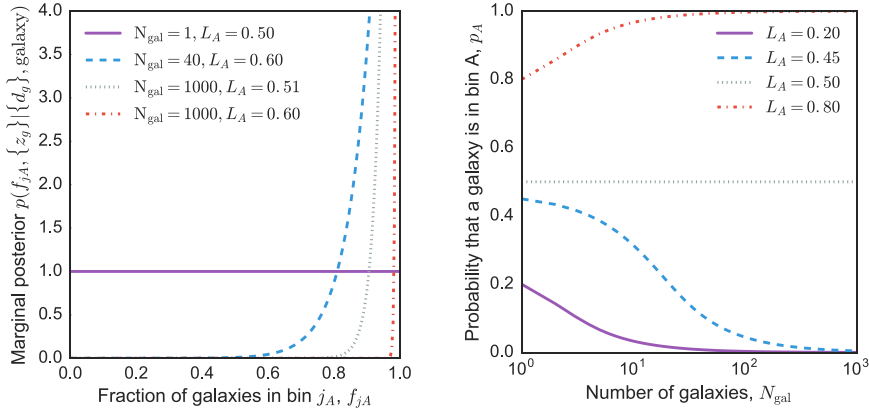 4.0
3.5
3.0
2.5
2.0
1.5
1.0
0.5
0.0
Marginal posterior p(f_{jA}, {z_g}|{d_g}, galaxy)
N_gal = 1, L_A = 0.50
N_gal = 40, L_A = 0.60
N_gal = 1000, L_A = 0.51
N_gal = 1000, L_A = 0.60
0.0 0.2 0.4 0.6 0.8 1.0
Fraction of galaxies in bin j_A, f_{jA}
1.0
0.8
0.6
0.4
0.2
0.0
Probability that a galaxy is in bin A, p_A
L_A = 0.20
L_A = 0.45
L_A = 0.50
L_A = 0.80
10^0 10^1 10^2 10^3
Number of galaxies, N_gal